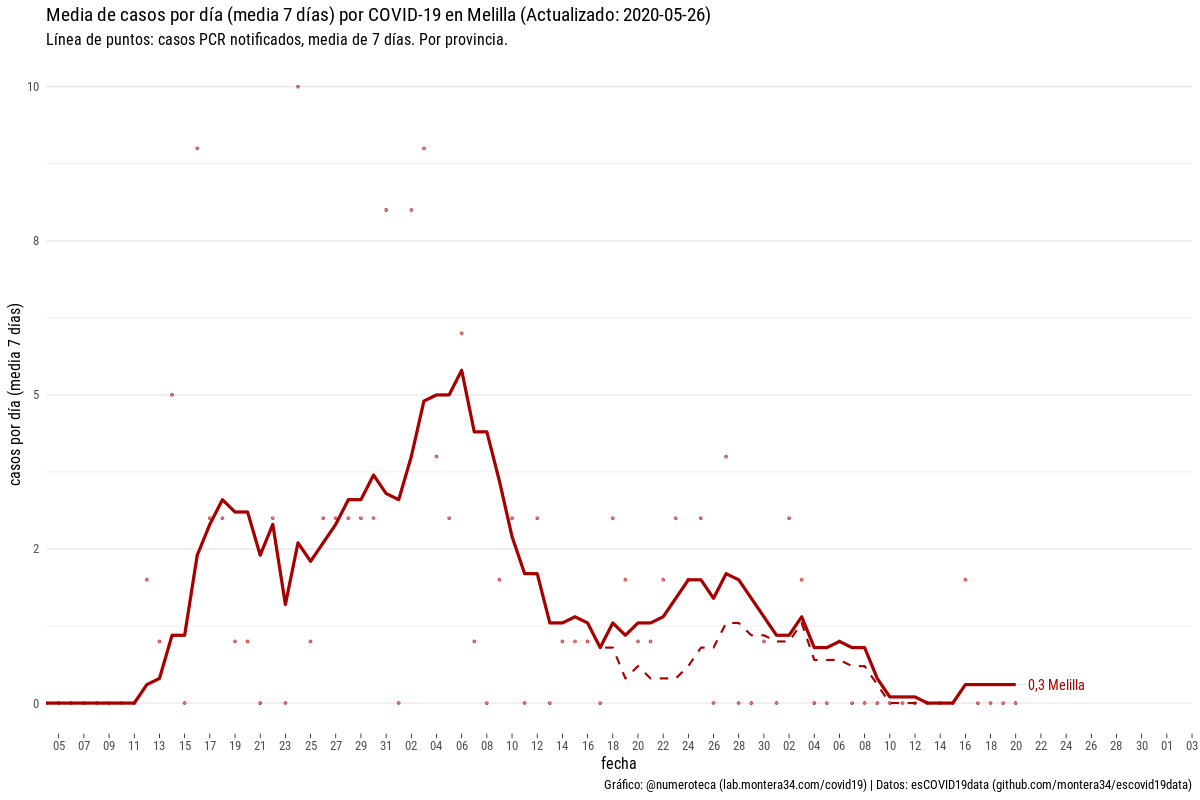 Media de casos por día (media 7 días) por COVID-19 en Melilla (Actualizado: 2020-05-26)
Línea de puntos: casos PCR notificados, media de 7 días. Por provincia.
casos por día (media 7 días)
10
8
5
2
0
0,3 Melilla
05 07 09 11 13 15 17 19 21 23 25 27 29 31 02 04 06 08 10 12 14 16 18 20 22 24 26 28 30 02 04 06 08 10 12 14 16 18 20 22 24 26 28 30 01 03
fecha
Gráfico: @numeroteca (lab.montera34.com/covid19) | Datos: esCOVID19data (github.com/montera34/escovid19data)